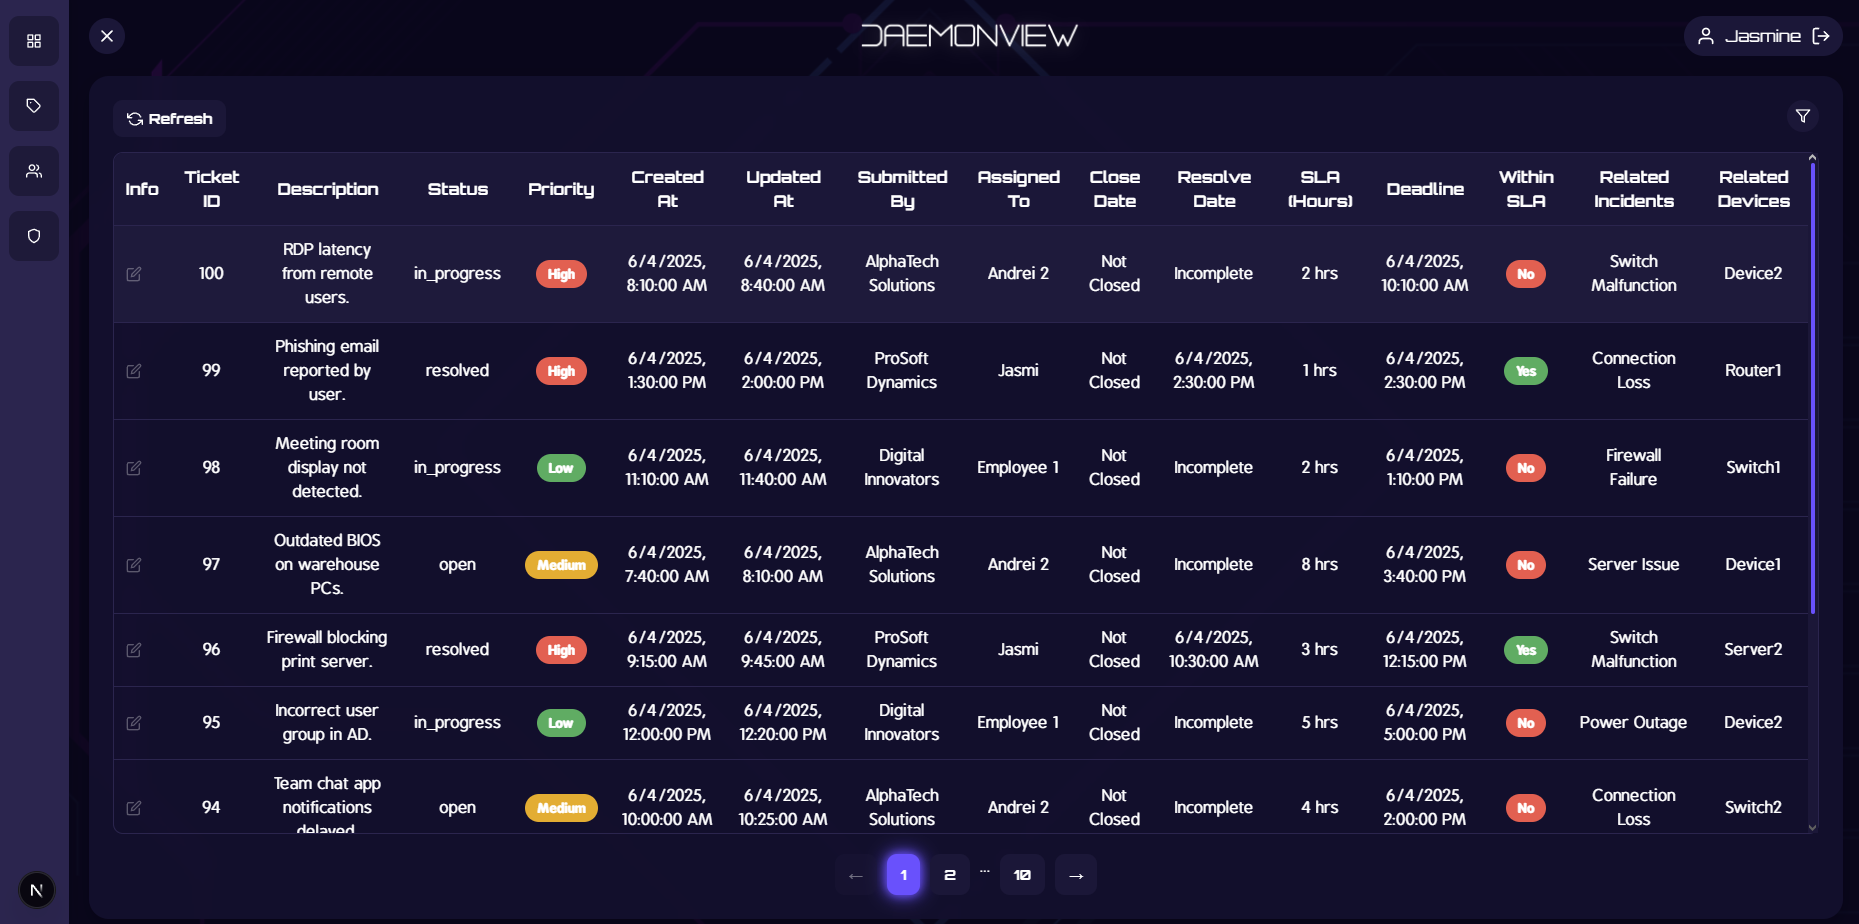 DAEMONVIEW
Jasmine
Refresh
Info
Ticket
ID
Description
Status
Priority
Created
At
Updated
At
Submitted
By
Assigned
To
Close
Date
Resolve
Date
SLA
(Hours)
Deadline
Within
SLA
Related
Incidents
Related
Devices
100
RDP latency
from remote
users.
in_progress
High
6/4/2025,
8:10:00 AM
6/4/2025,
8:40:00 AM
AlphaTech
Solutions
Andrei 2
Not
Closed
Incomplete
2 hrs
6/4/2025,
10:10:00 AM
No
Switch
Malfunction
Device2
99
Phishing email
reported by
user.
resolved
High
6/4/2025,
1:30:00 PM
6/4/2025,
2:00:00 PM
ProSoft
Dynamics
Jasmi
Not
Closed
6/4/2025,
2:30:00 PM
1 hrs
6/4/2025,
2:30:00 PM
Yes
Connection
Loss
Router1
98
Meeting room
display not
detected.
in_progress
Low
6/4/2025,
11:10:00 AM
6/4/2025,
11:40:00 AM
Digital
Innovators
Employee 1
Not
Closed
Incomplete
2 hrs
6/4/2025,
1:10:00 PM
No
Firewall
Failure
Switch1
97
Outdated BIOS
on warehouse
PCs.
open
Medium
6/4/2025,
7:40:00 AM
6/4/2025,
8:10:00 AM
AlphaTech
Solutions
Andrei 2
Not
Closed
Incomplete
8 hrs
6/4/2025,
3:40:00 PM
No
Server Issue
Device1
96
Firewall blocking
print server.
resolved
High
6/4/2025,
9:15:00 AM
6/4/2025,
9:45:00 AM
ProSoft
Dynamics
Jasmi
Not
Closed
6/4/2025,
10:30:00 AM
3 hrs
6/4/2025,
12:15:00 PM
Yes
Switch
Malfunction
Server2
95
Incorrect user
group in AD.
in_progress
Low
6/4/2025,
12:00:00 PM
6/4/2025,
12:20:00 PM
Digital
Innovators
Employee 1
Not
Closed
Incomplete
5 hrs
6/4/2025,
5:00:00 PM
No
Power Outage
Device2
94
Team chat app
notifications
delayed.
open
Medium
6/4/2025,
10:00:00 AM
6/4/2025,
10:25:00 AM
AlphaTech
Solutions
Andrei 2
Not
Closed
Incomplete
4 hrs
6/4/2025,
2:00:00 PM
No
Connection
Loss
Switch2
← 1 2 ... 10 →
N